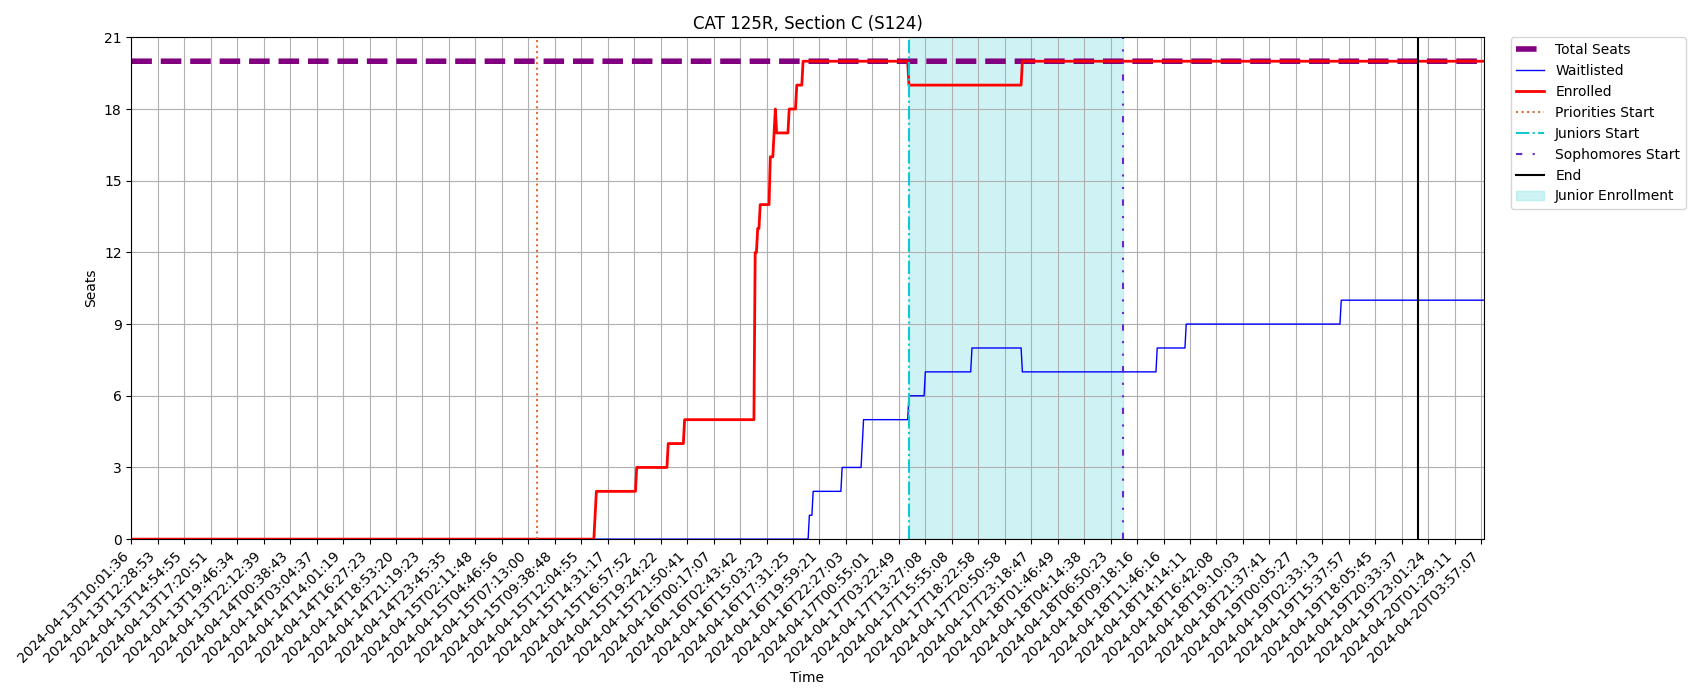 CAT 125R, Section C (S124)
21
18
15
12
9
6
3
0
Seats
Total Seats
Waitlisted
Enrolled
Priorities Start
Juniors Start
Sophomores Start
End
Junior Enrollment
2024-04-13T10:01:36
2024-04-13T12:28:53
2024-04-13T14:54:55
2024-04-13T17:20:51
2024-04-13T19:46:34
2024-04-13T22:12:39
2024-04-14T00:38:43
2024-04-14T03:04:37
2024-04-14T14:01:19
2024-04-14T16:27:23
2024-04-14T18:53:20
2024-04-14T21:19:23
2024-04-14T23:45:35
2024-04-15T02:11:48
2024-04-15T04:46:56
2024-04-15T07:13:00
2024-04-15T09:38:48
2024-04-15T12:04:55
2024-04-15T14:31:17
2024-04-15T16:57:52
2024-04-15T19:24:22
2024-04-15T21:50:41
2024-04-16T00:17:07
2024-04-16T02:43:42
2024-04-16T15:03:23
2024-04-16T17:31:25
2024-04-16T19:59:21
2024-04-16T22:27:03
2024-04-17T00:55:01
2024-04-17T03:22:49
2024-04-17T13:27:08
2024-04-17T15:55:08
2024-04-17T18:22:58
2024-04-17T20:50:58
2024-04-17T23:18:47
2024-04-18T01:46:49
2024-04-18T04:14:38
2024-04-18T06:50:23
2024-04-18T09:18:16
2024-04-18T11:46:16
2024-04-18T14:14:11
2024-04-18T16:42:08
2024-04-18T19:10:03
2024-04-18T21:37:41
2024-04-19T00:05:27
2024-04-19T02:33:13
2024-04-19T15:37:57
2024-04-19T18:05:45
2024-04-19T20:33:37
2024-04-19T23:01:24
2024-04-20T01:29:11
2024-04-20T03:57:07
Time